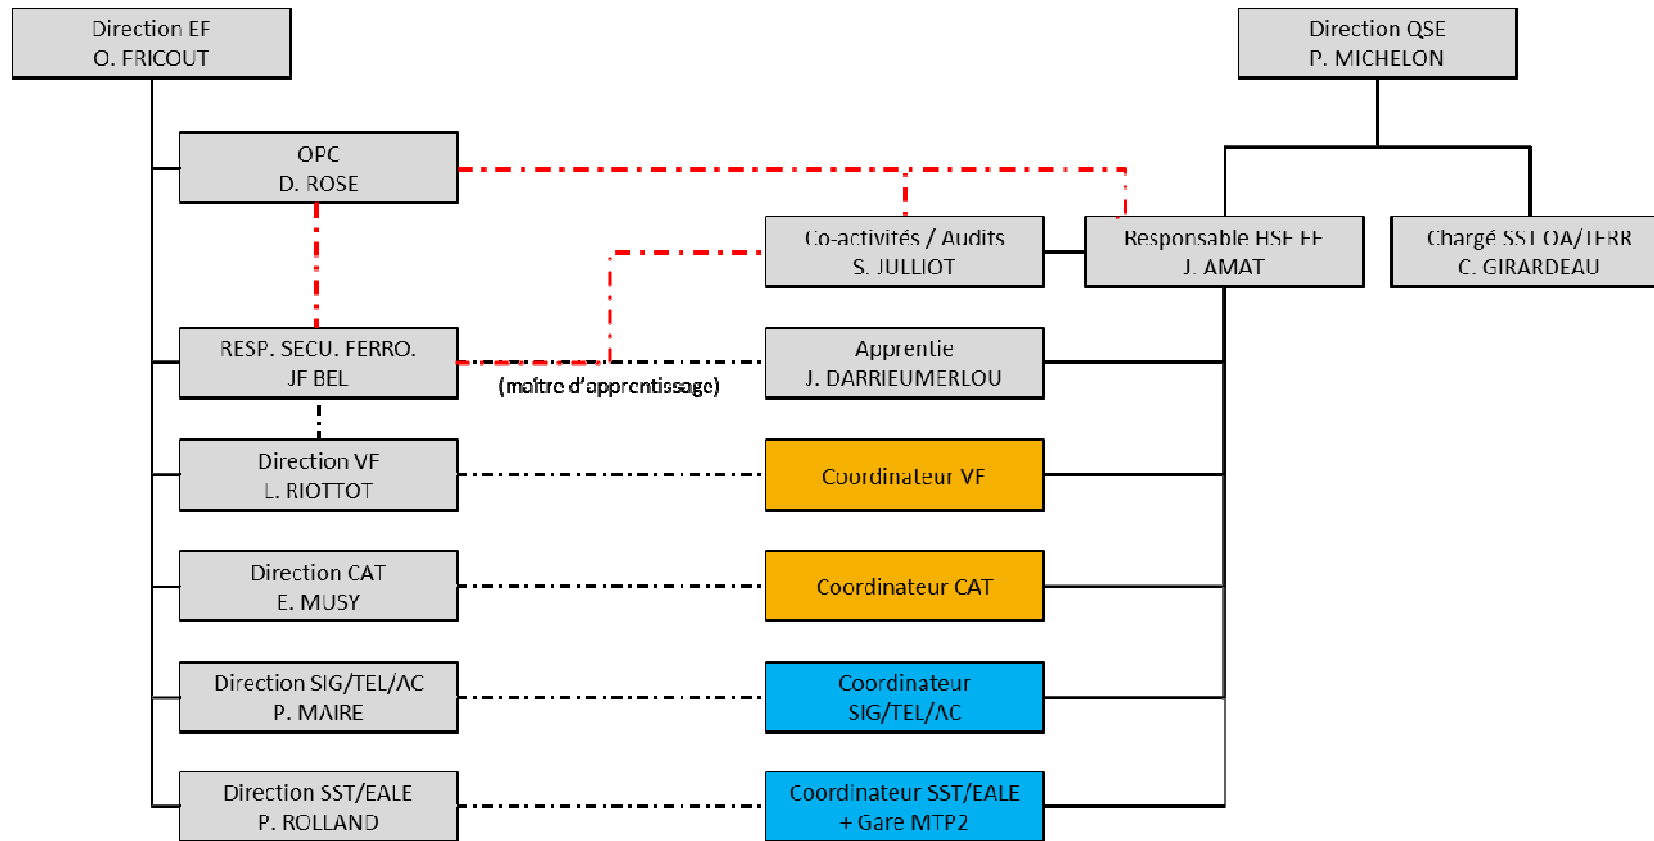 Direction EF
O. FRICOUT
Direction QSE
P. MICHELON
OPC
D. ROSE
Co-activités / Audits
S. JULLIOT
Responsable HSE EF
J. AMAT
Chargé SST OA/TERR
C. GIRARDEAU
RESP. SECU. FERRO.
JF BEL
(maître d'apprentissage)
Apprentie
J. DARRIEUMERLOU
Direction VF
L. RIOTTOT
Coordinateur VF
Direction CAT
E. MUSY
Coordinateur CAT
Direction SIG/TEL/AC
P. MAIRE
Coordinateur
SIG/TEL/AC
Direction SST/EALE
P. ROLLAND
Coordinateur SST/EALE
+ Gare MTP2